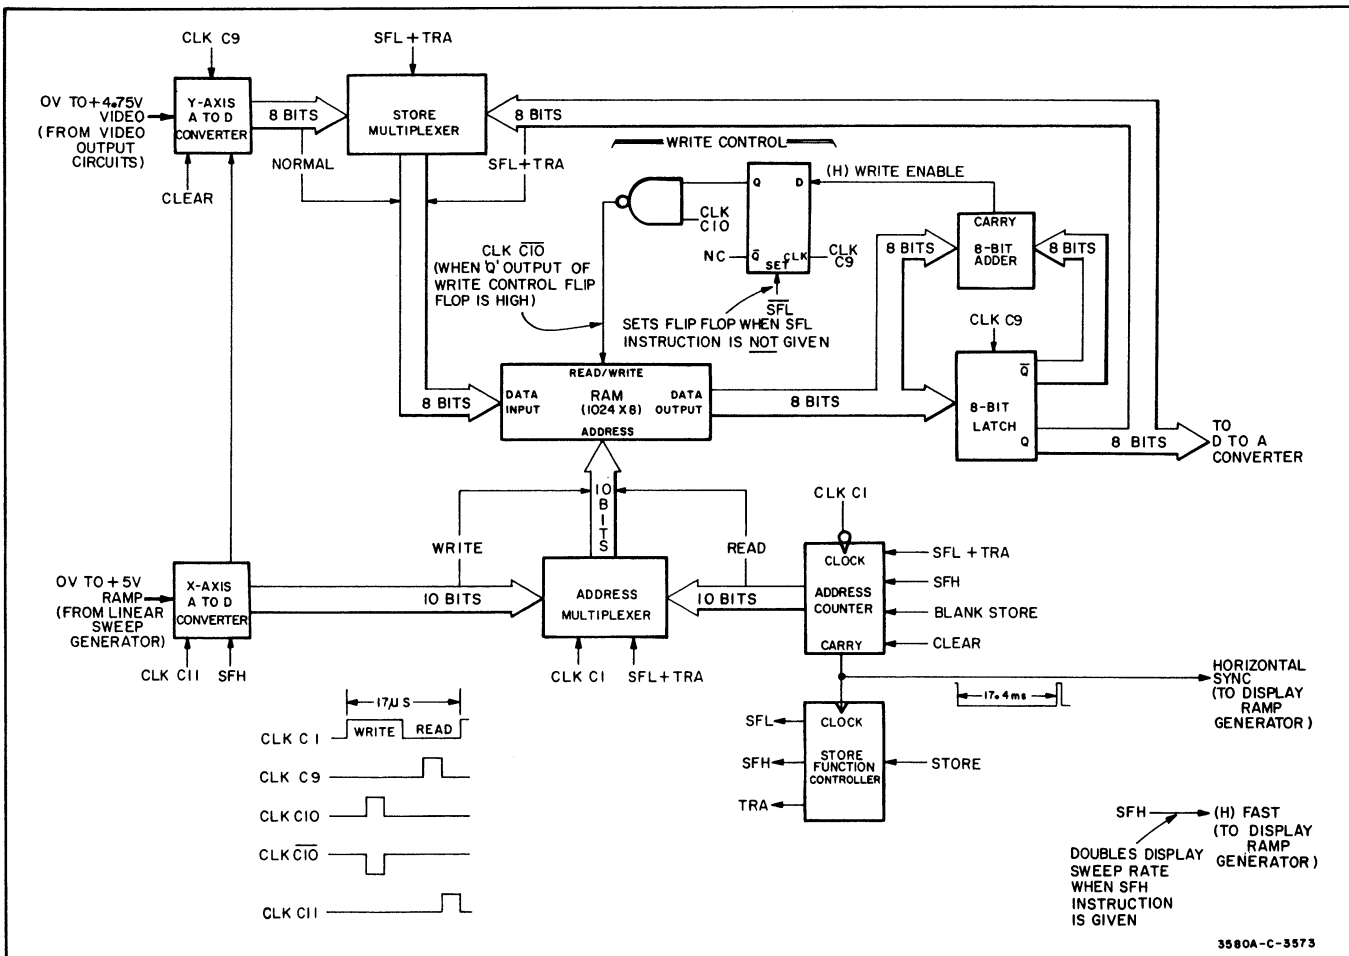 CLK C9
SFL + TRA
0V TO +4.75V
VIDEO
(FROM VIDEO
OUTPUT
CIRCUITS)
Y-AXIS
A TO D
CONVERTER
8 BITS
STORE
MULTIPLEXER
8 BITS
NORMAL
SFL+TRA
CLEAR
WRITE CONTROL
Q
D
(H) WRITE ENABLE
CLK
C10
NC
Q̅
SET
CLK
CLK
C9
CLK C̅1̅0̅
(WHEN 'Q' OUTPUT OF
WRITE CONTROL FLIP
FLOP IS HIGH)
S̅F̅L̅
SETS FLIP FLOP WHEN SFL
INSTRUCTION IS NOT GIVEN
8 BITS
CARRY
8-BIT
ADDER
8 BITS
CLK C9
Q̅
8-BIT
LATCH
Q
8 BITS
TO
D TO A
CONVERTER
8 BITS
READ/WRITE
DATA
INPUT
RAM
(1024 X 8)
DATA
OUTPUT
ADDRESS
8 BITS
10
B
I
T
S
WRITE
READ
CLK C1
0V TO +5V
RAMP
(FROM LINEAR
SWEEP
GENERATOR)
X-AXIS
A TO D
CONVERTER
10 BITS
ADDRESS
MULTIPLEXER
10 BITS
CLOCK
ADDRESS
COUNTER
CARRY
SFL + TRA
SFH
BLANK STORE
CLEAR
CLK C11
SFH
CLK C1
SFL+TRA
HORIZONTAL
SYNC
(TO DISPLAY
RAMP
GENERATOR)
17.4ms
SFL
SFH
TRA
CLOCK
STORE
FUNCTION
CONTROLLER
STORE
17µS
CLK C1
WRITE
READ
CLK C9
CLK C10
CLK C̅1̅0̅
CLK C11
SFH
(H) FAST
(TO DISPLAY
RAMP
GENERATOR)
DOUBLES DISPLAY
SWEEP RATE
WHEN SFH
INSTRUCTION
IS GIVEN
3580A-C-3573